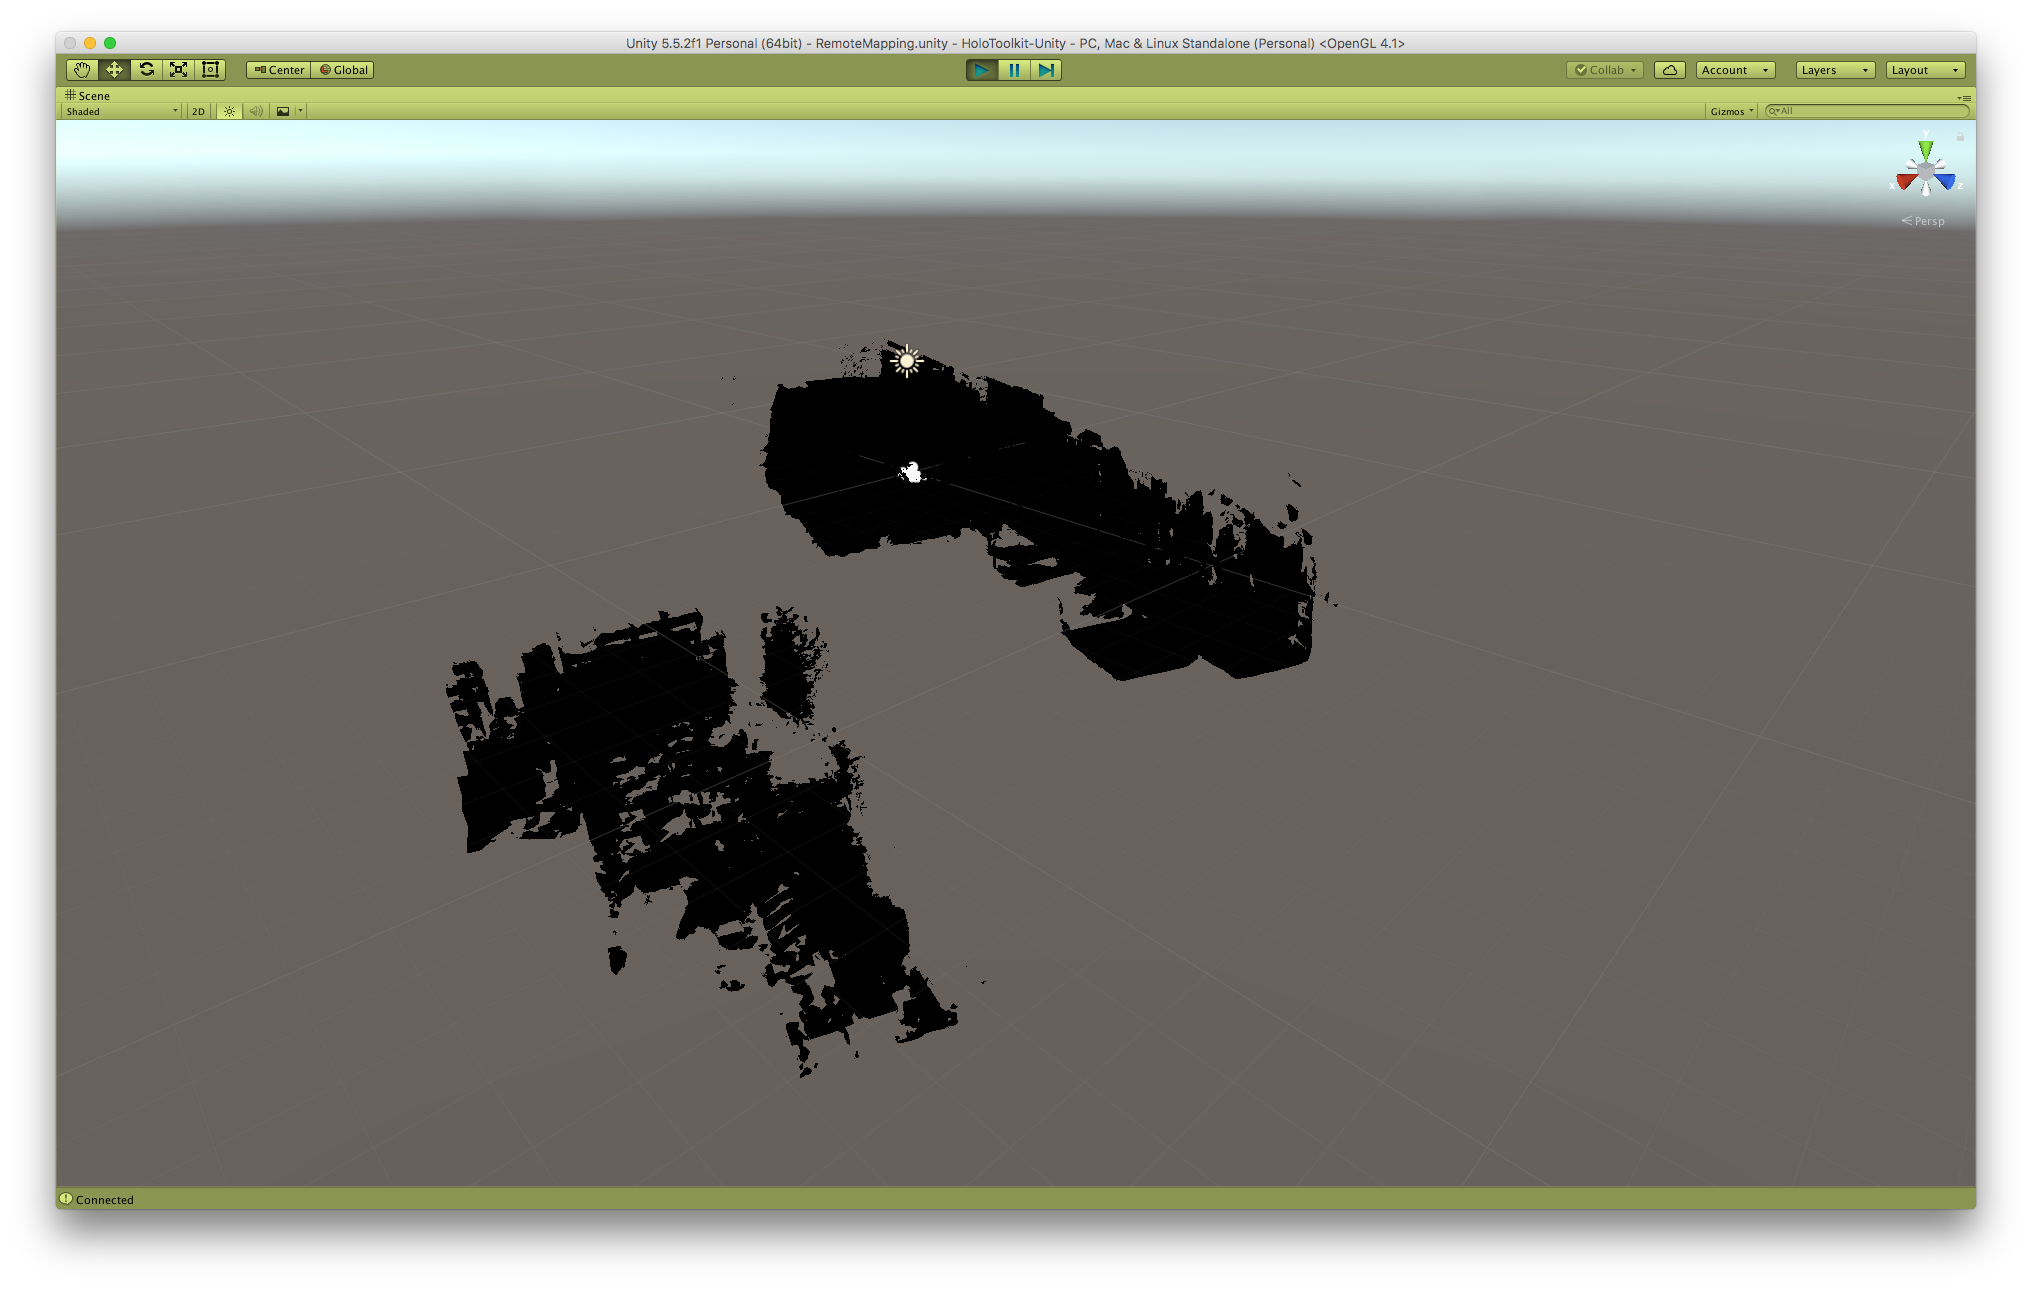 Unity 5.5.2f1 Personal (64bit) - RemoteMapping.unity - HoloToolkit-Unity - PC, Mac & Linux Standalone (Personal) <OpenGL 4.1>
Center Global Collab Account Layers Layout
Scene
Shaded 2D Gizmos All
Y
x z
Persp
Connected